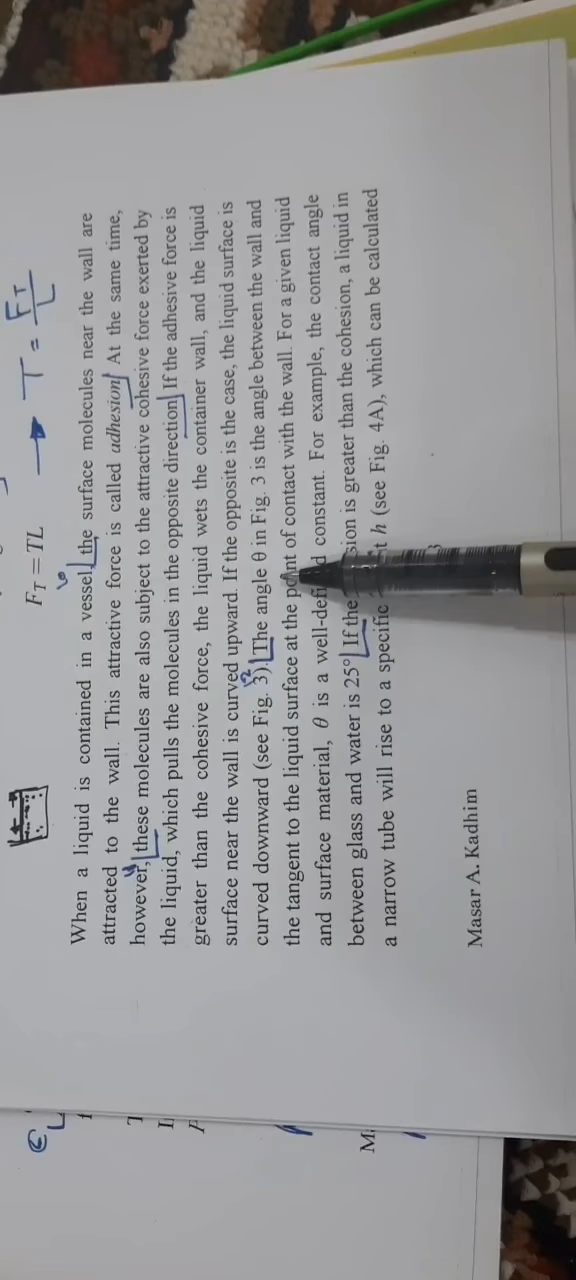 F_T = TL → T = F_T / L
When a liquid is contained in a vessel, the surface molecules near the wall are
attracted to the wall. This attractive force is called adhesion. At the same time,
however, these molecules are also subject to the attractive cohesive force exerted by
the liquid, which pulls the molecules in the opposite direction. If the adhesive force is
greater than the cohesive force, the liquid wets the container wall, and the liquid
surface near the wall is curved upward. If the opposite is the case, the liquid surface is
curved downward (see Fig. 3). The angle θ in Fig. 3 is the angle between the wall and
the tangent to the liquid surface at the point of contact with the wall. For a given liquid
and surface material, θ is a well-defined constant. For example, the contact angle
between glass and water is 25°. If the sion is greater than the cohesion, a liquid in
a narrow tube will rise to a specific h (see Fig. 4A), which can be calculated
Masar A. Kadhim